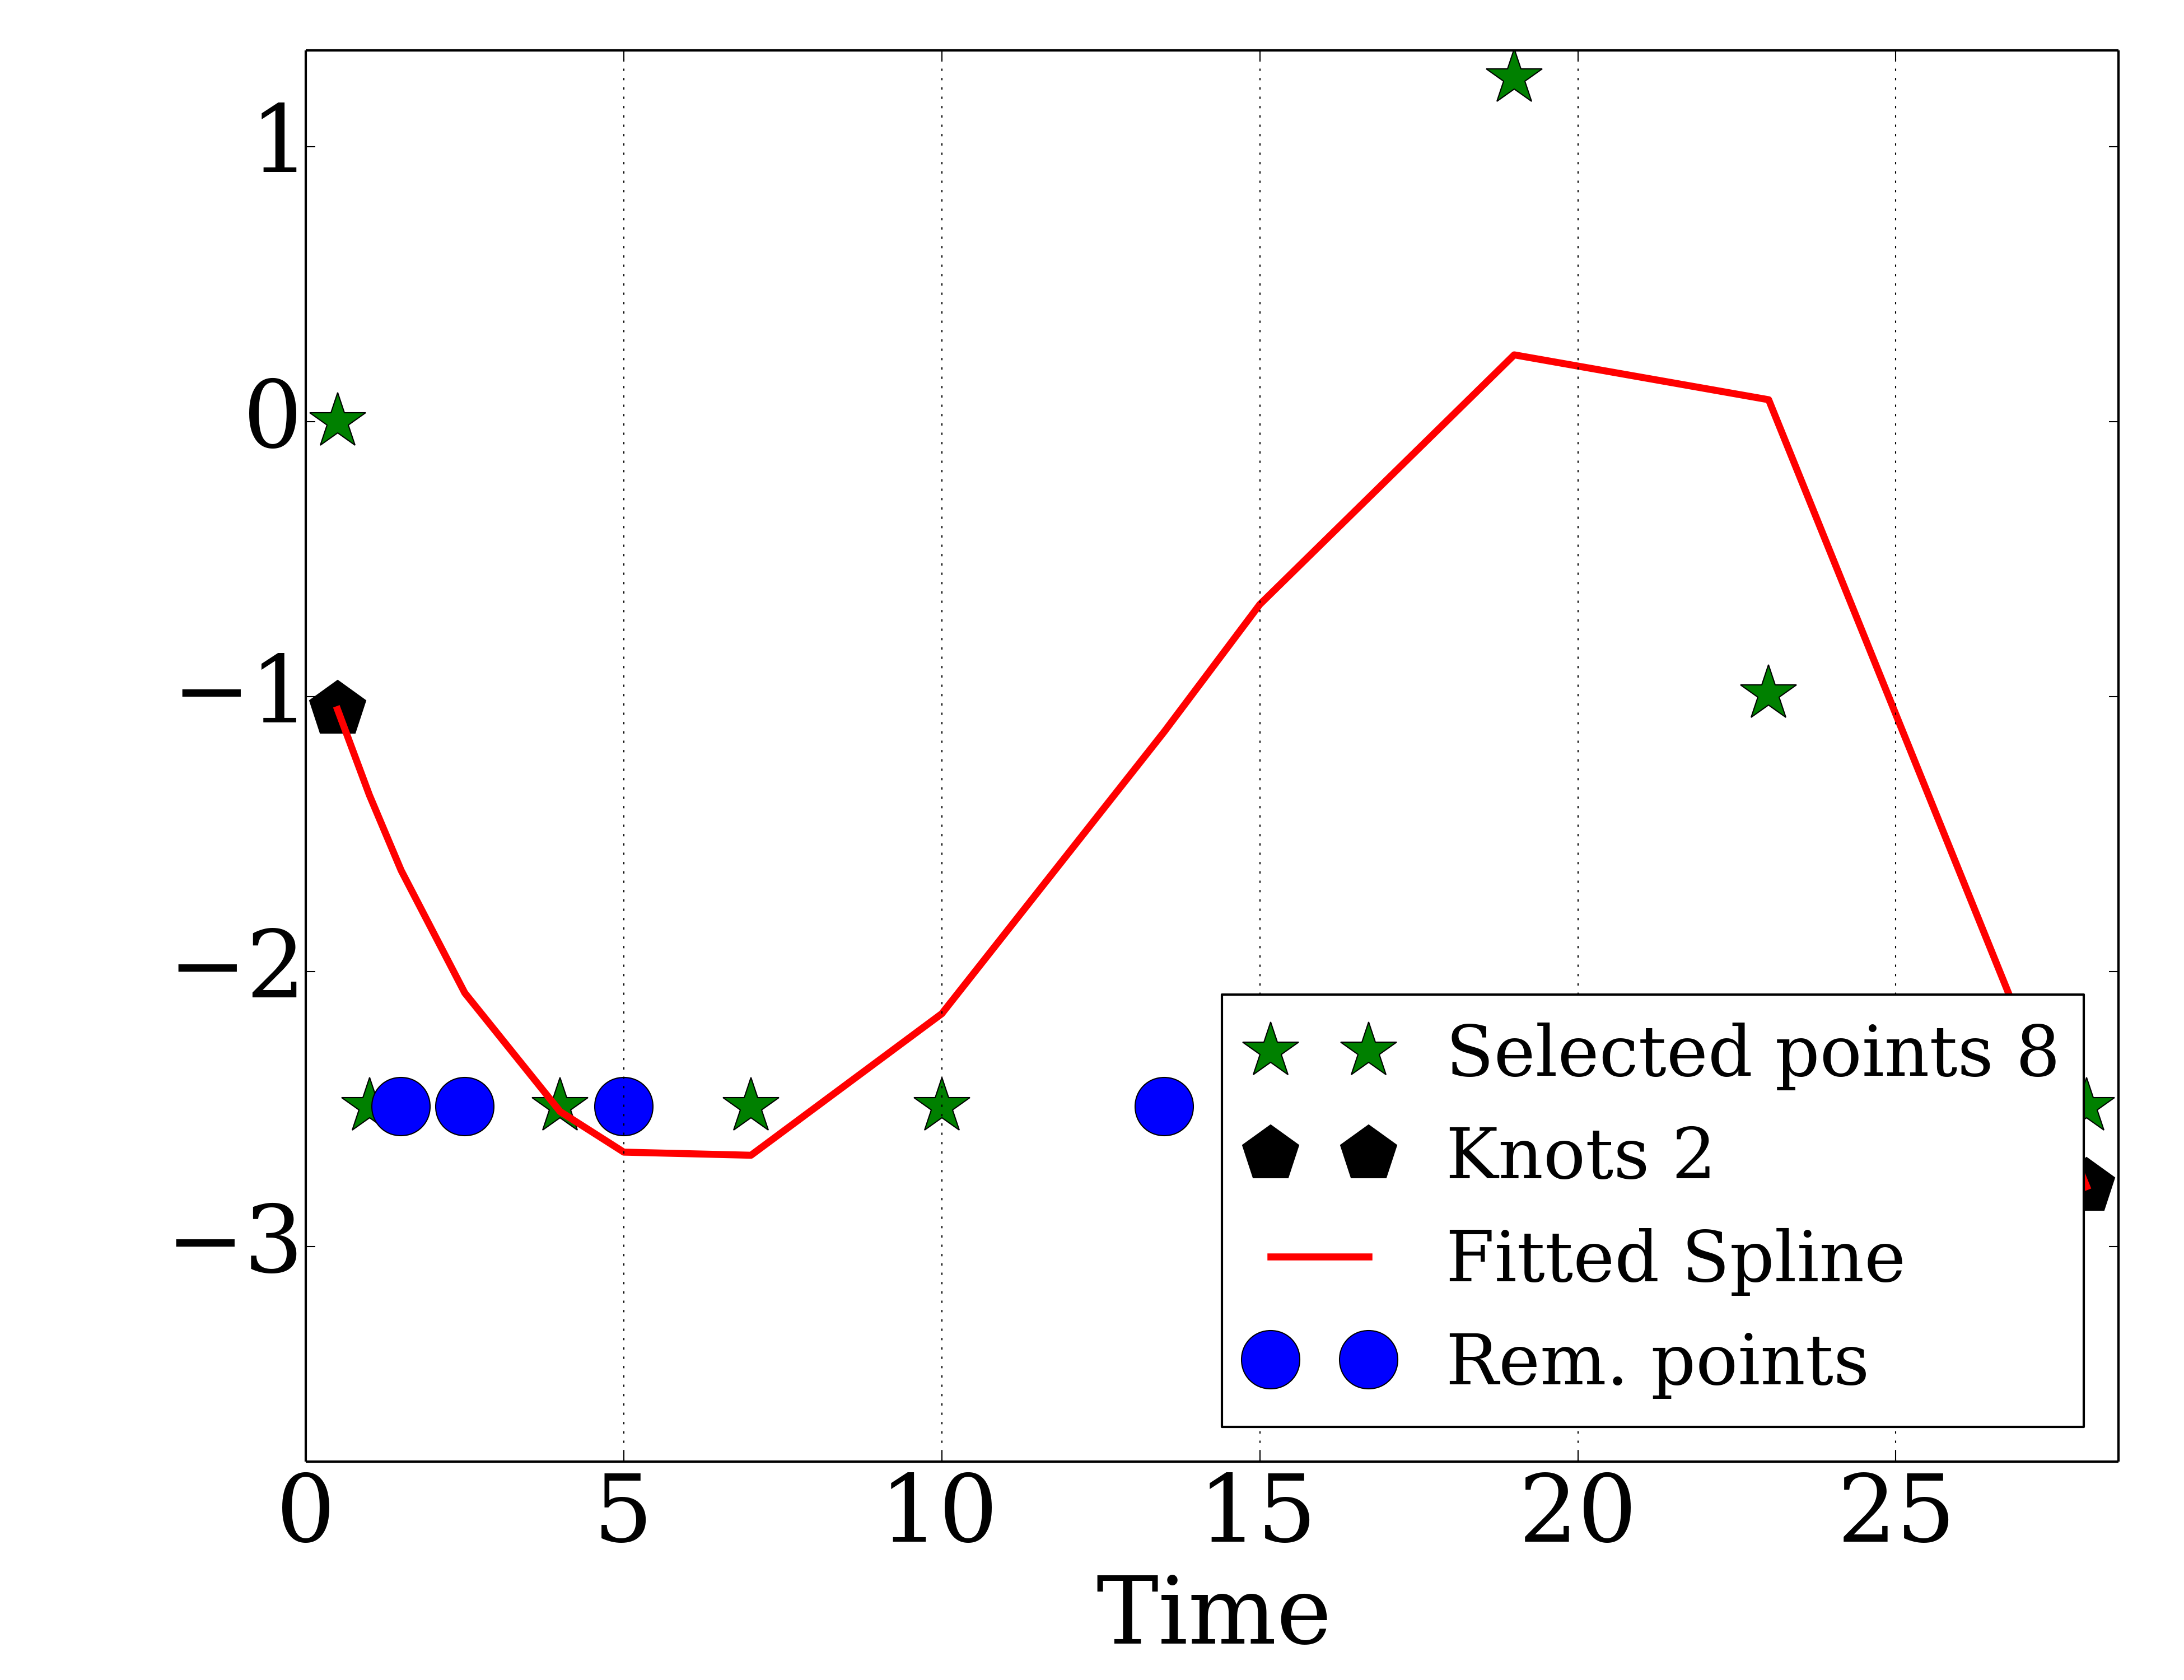 1
0
−1
−2
−3
Selected points 8
Knots 2
Fitted Spline
Rem. points
0 5 10 15 20 25
Time